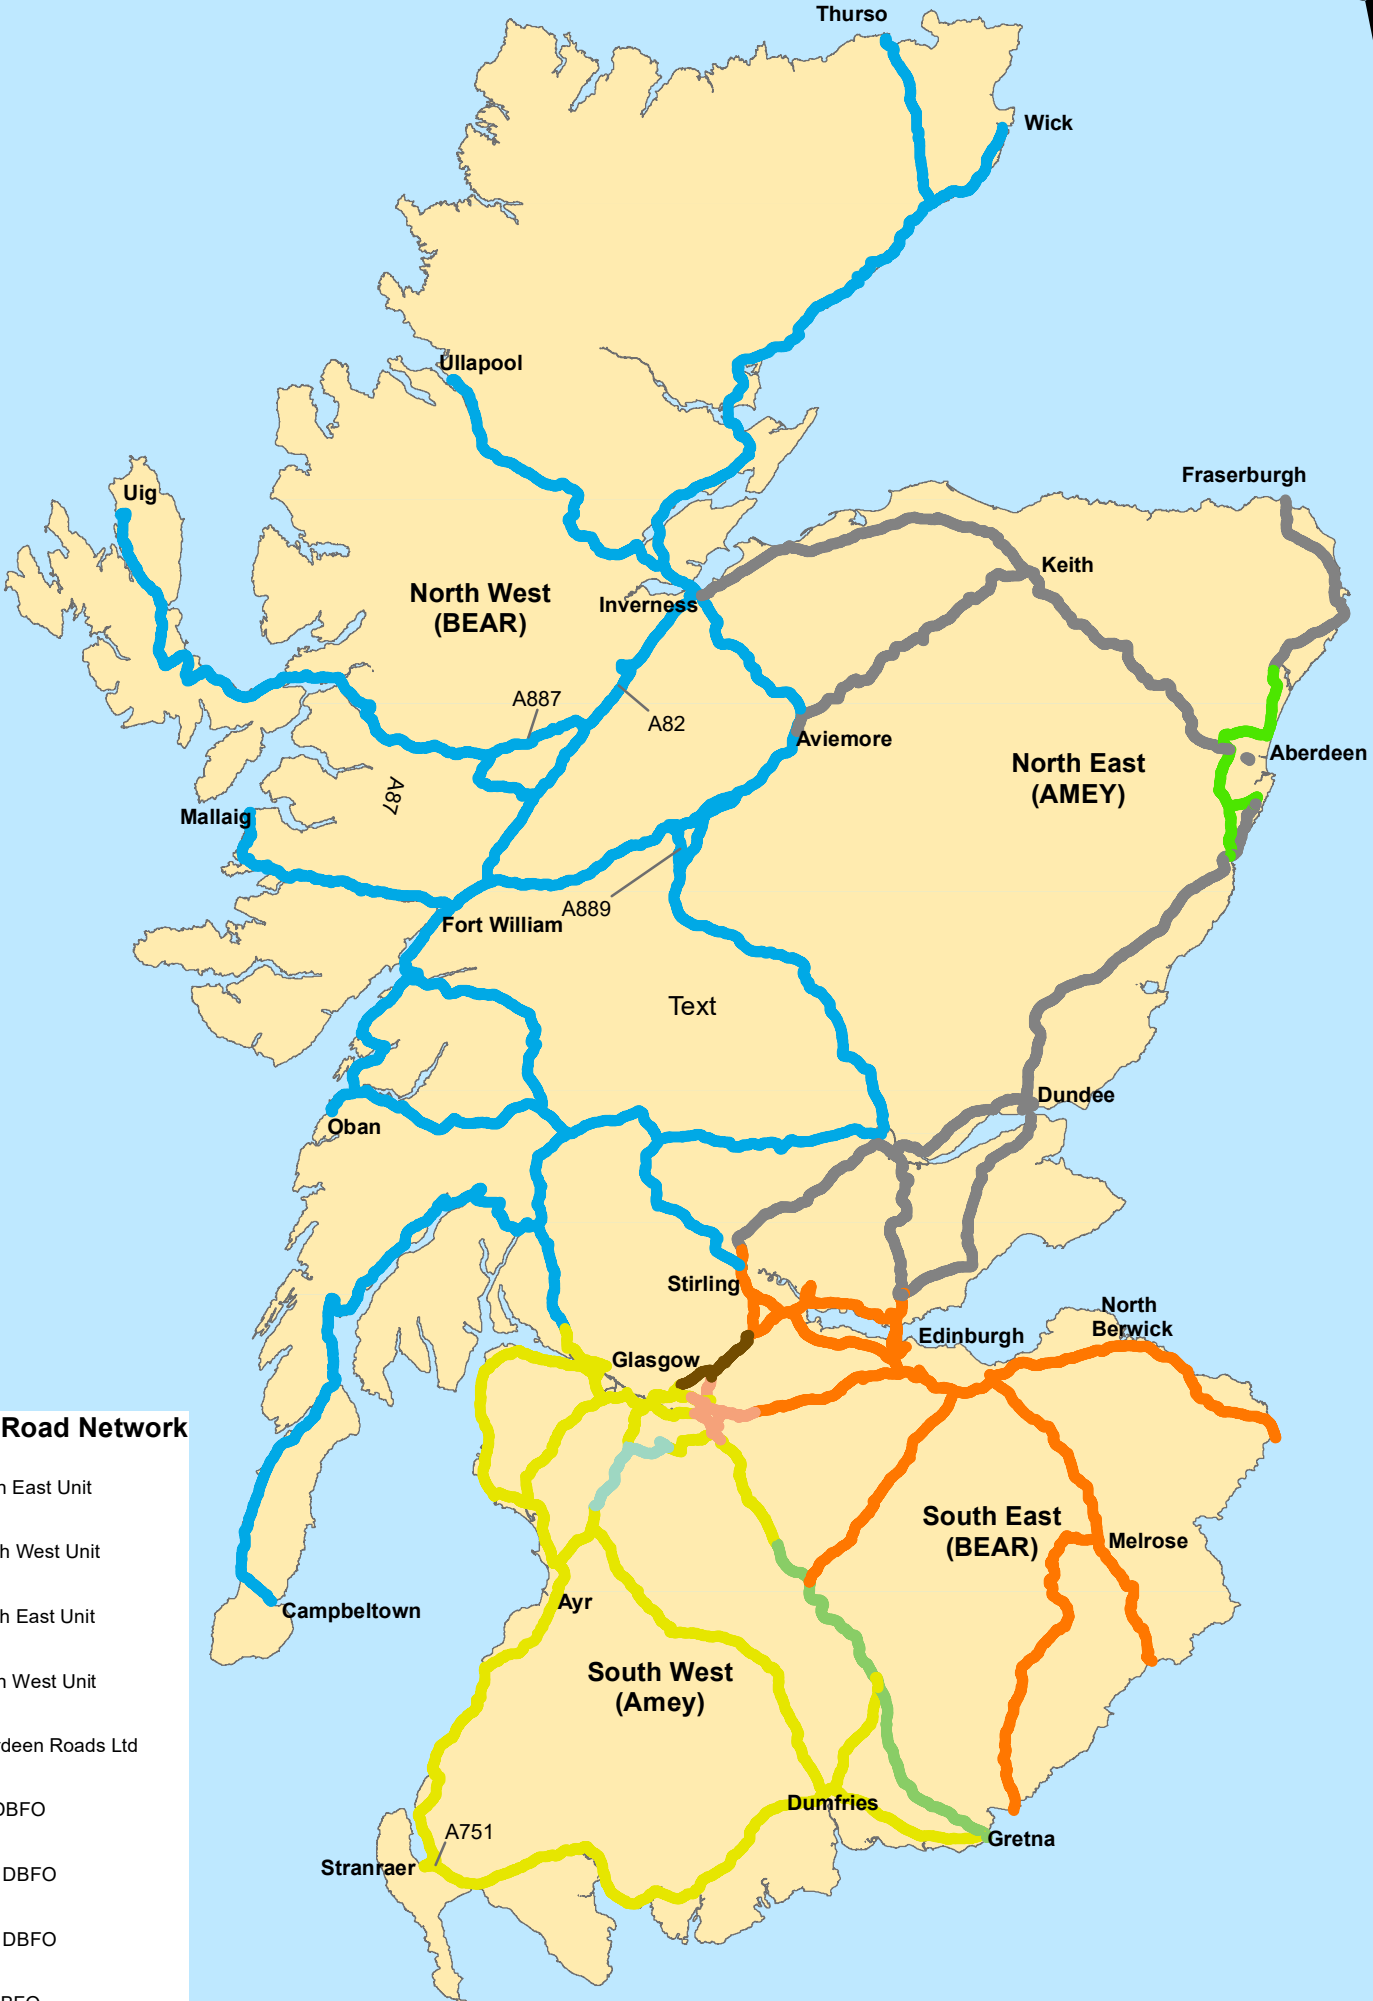 Thurso
Wick
Ullapool
Uig
Fraserburgh
Keith
North West
(BEAR)
Inverness
A887
A82
Aviemore
North East
(AMEY)
Aberdeen
A87
Mallaig
A889
Fort William
Text
Dundee
Oban
Stirling
North
Berwick
Edinburgh
Glasgow
Road Network
East Unit
South East
(BEAR)
Melrose
West Unit
Campbeltown
Ayr
East Unit
South West
(Amey)
West Unit
deen Roads Ltd
DBFO
Dumfries
A751
Gretna
Stranraer
DBFO
DBFO